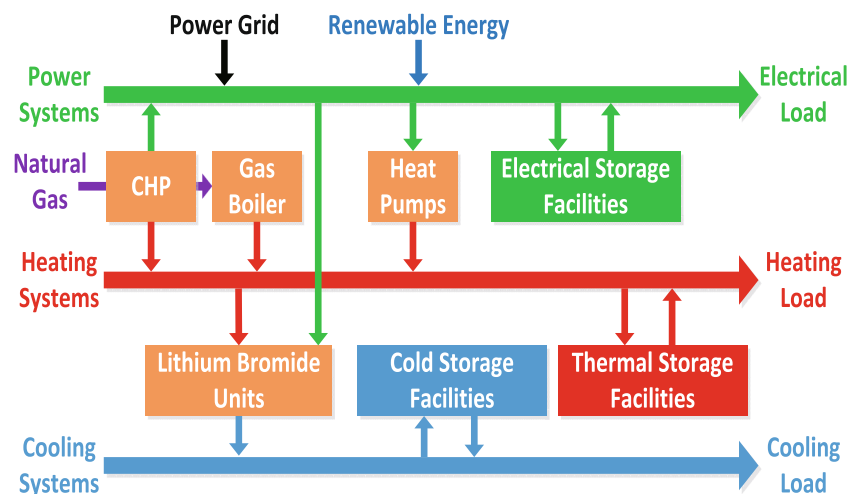 Power Grid
Renewable Energy
Power
Systems
Electrical
Load
Natural
Gas
CHP
Gas
Boiler
Heat
Pumps
Electrical Storage
Facilities
Heating
Systems
Heating
Load
Lithium Bromide
Units
Cold Storage
Facilities
Thermal Storage
Facilities
Cooling
Systems
Cooling
Load